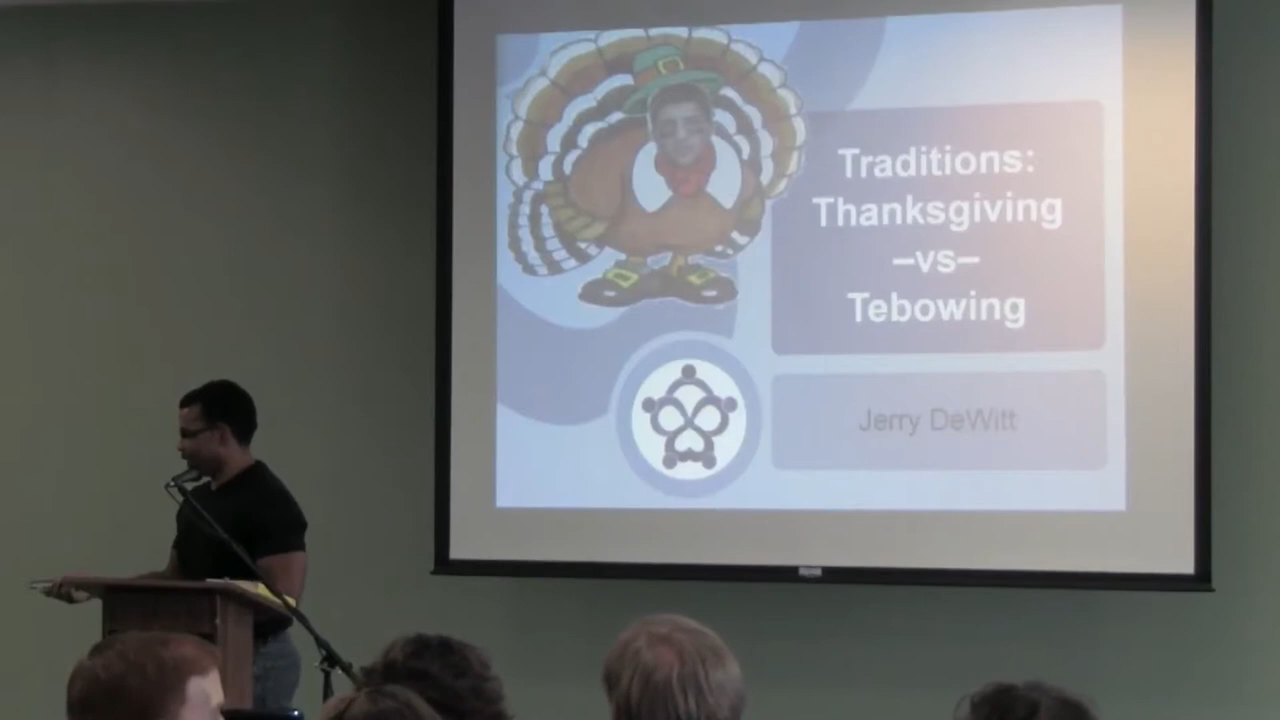 Traditions:
Thanksgiving
–vs–
Tebowing
Jerry DeWitt